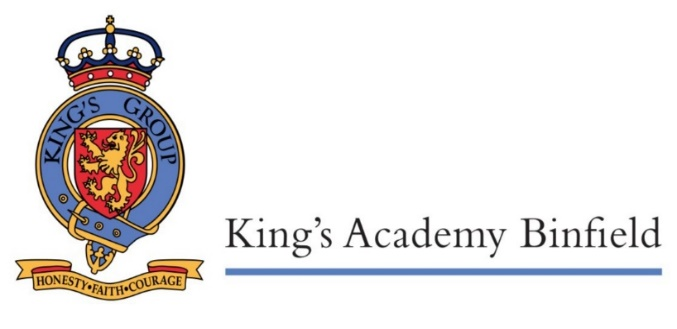 KING'S GROUP
King's Academy Binfield
HONESTY•FAITH•COURAGE